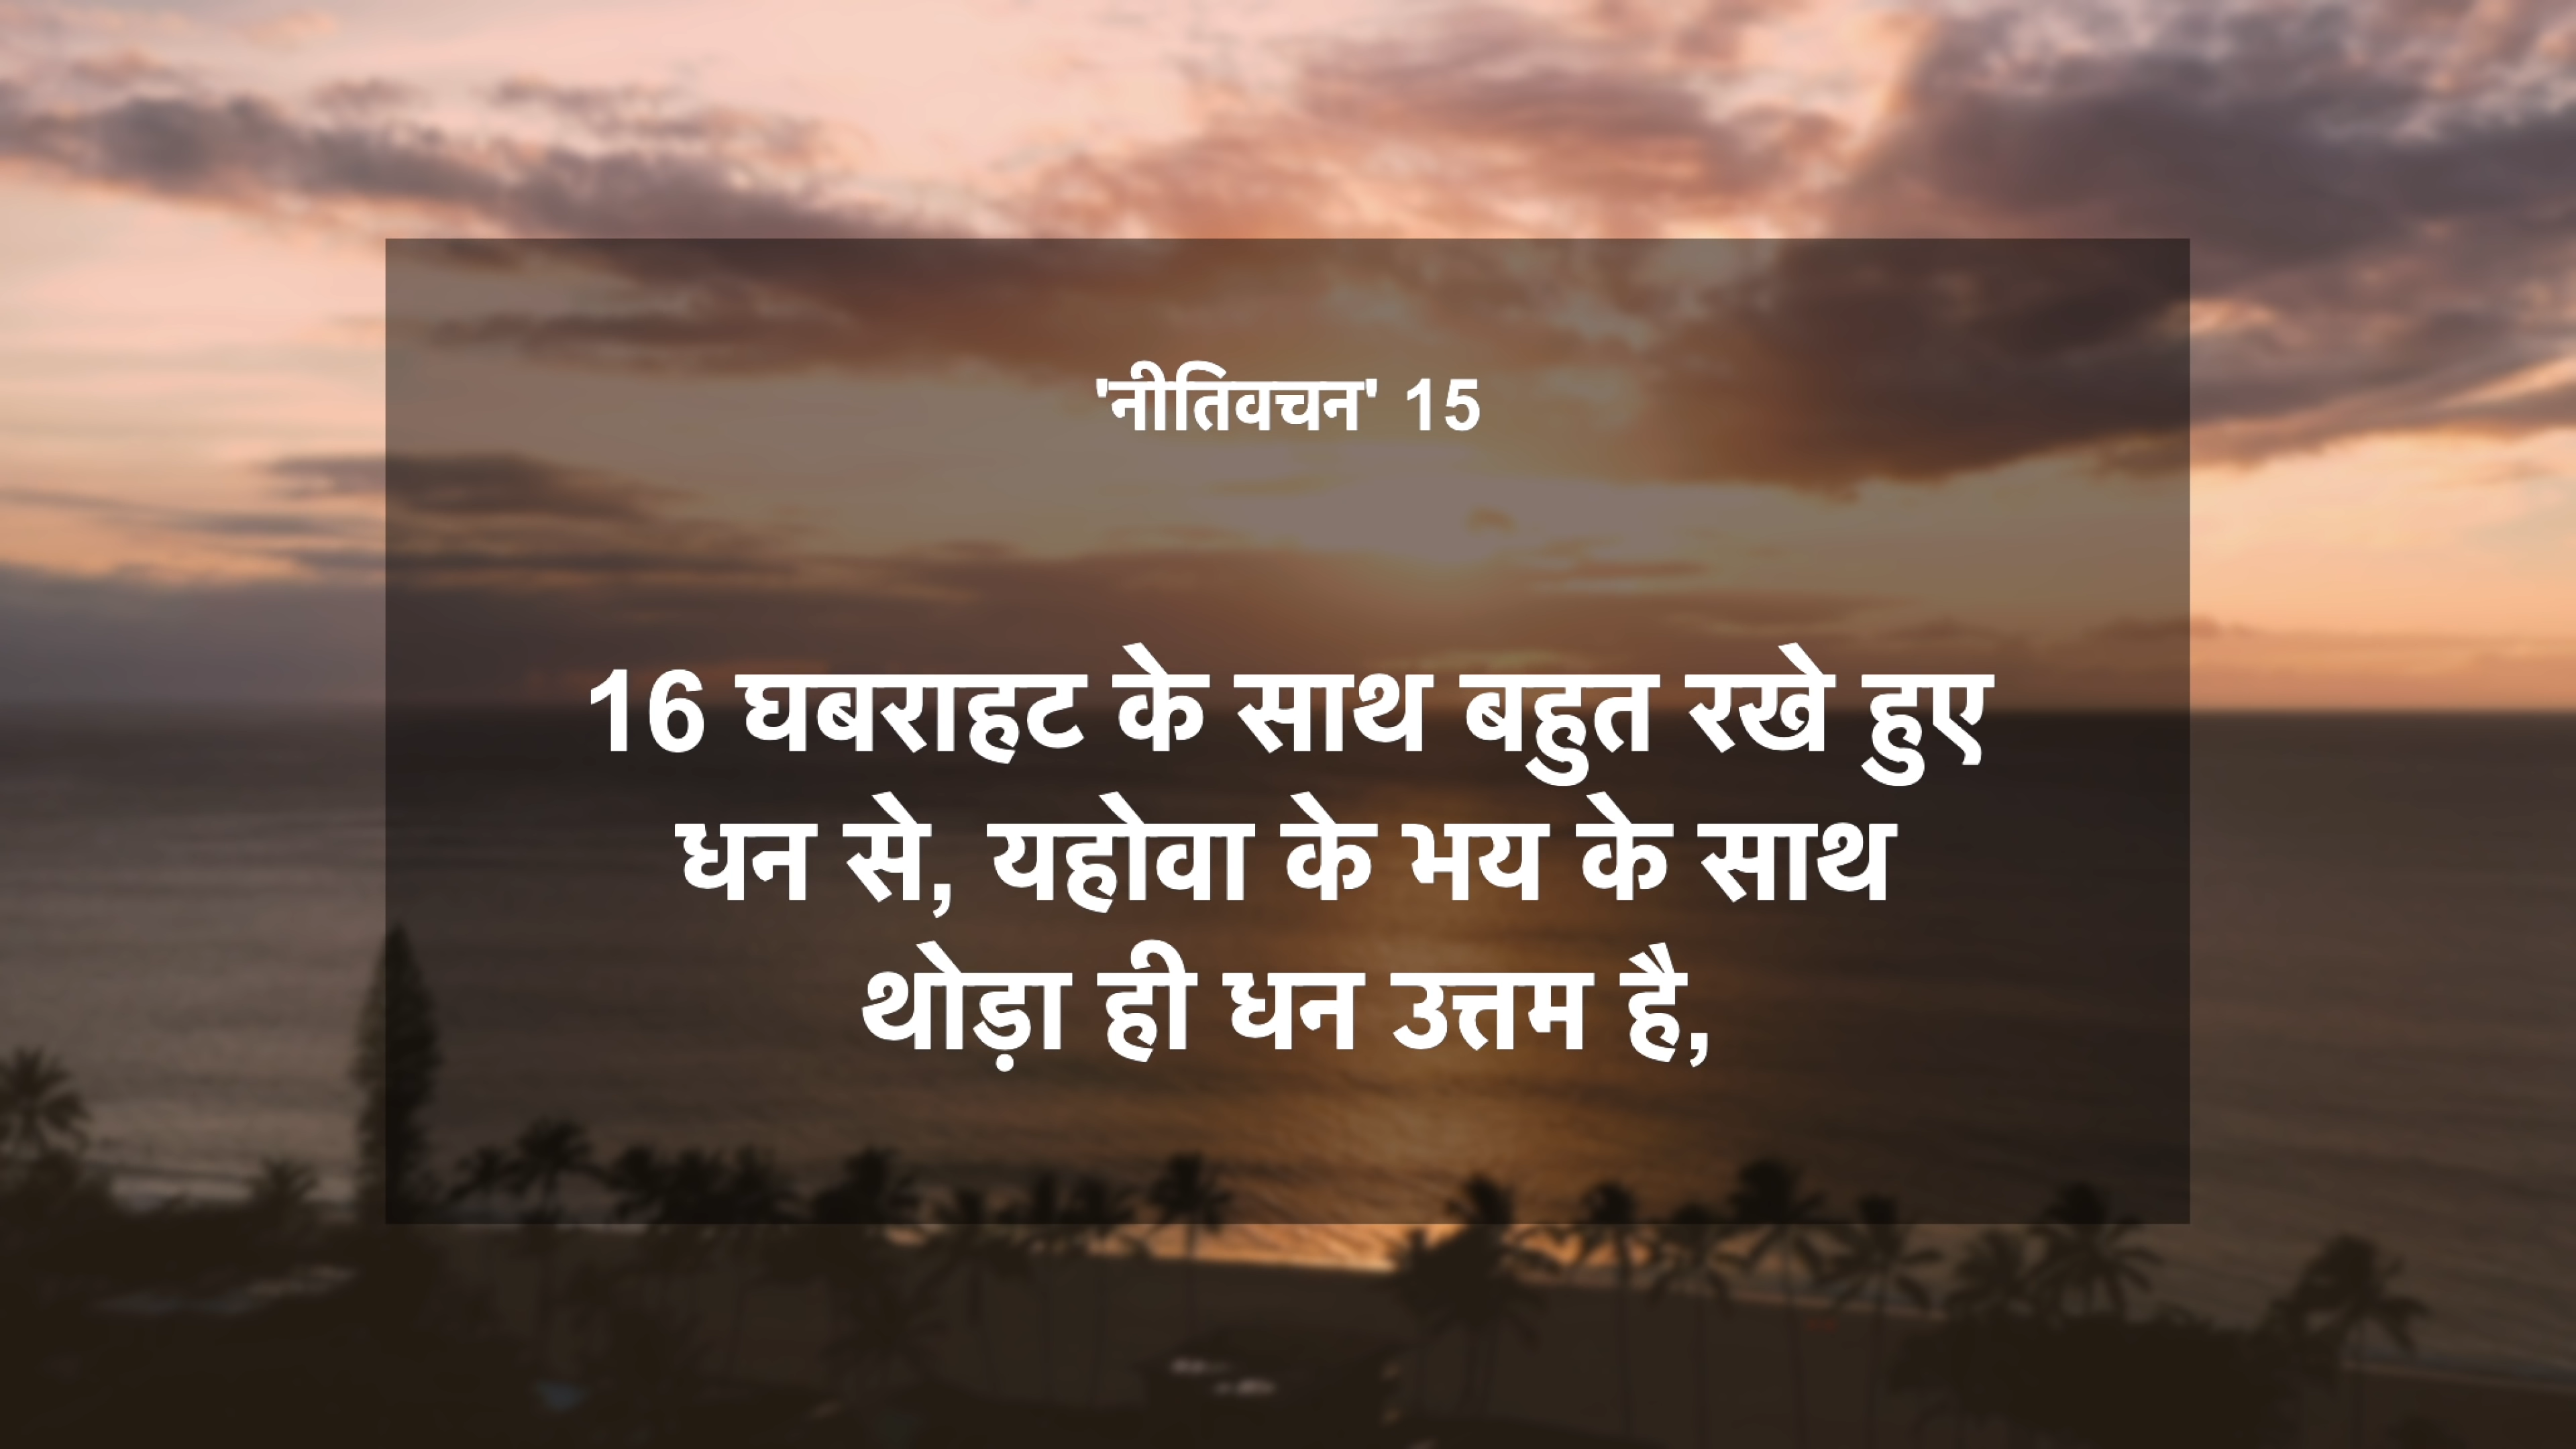 'नीतिवचन' 15
16 घबराहट के साथ बहुत रखे हुए
धन से, यहोवा के भय के साथ
थोड़ा ही धन उत्तम है,